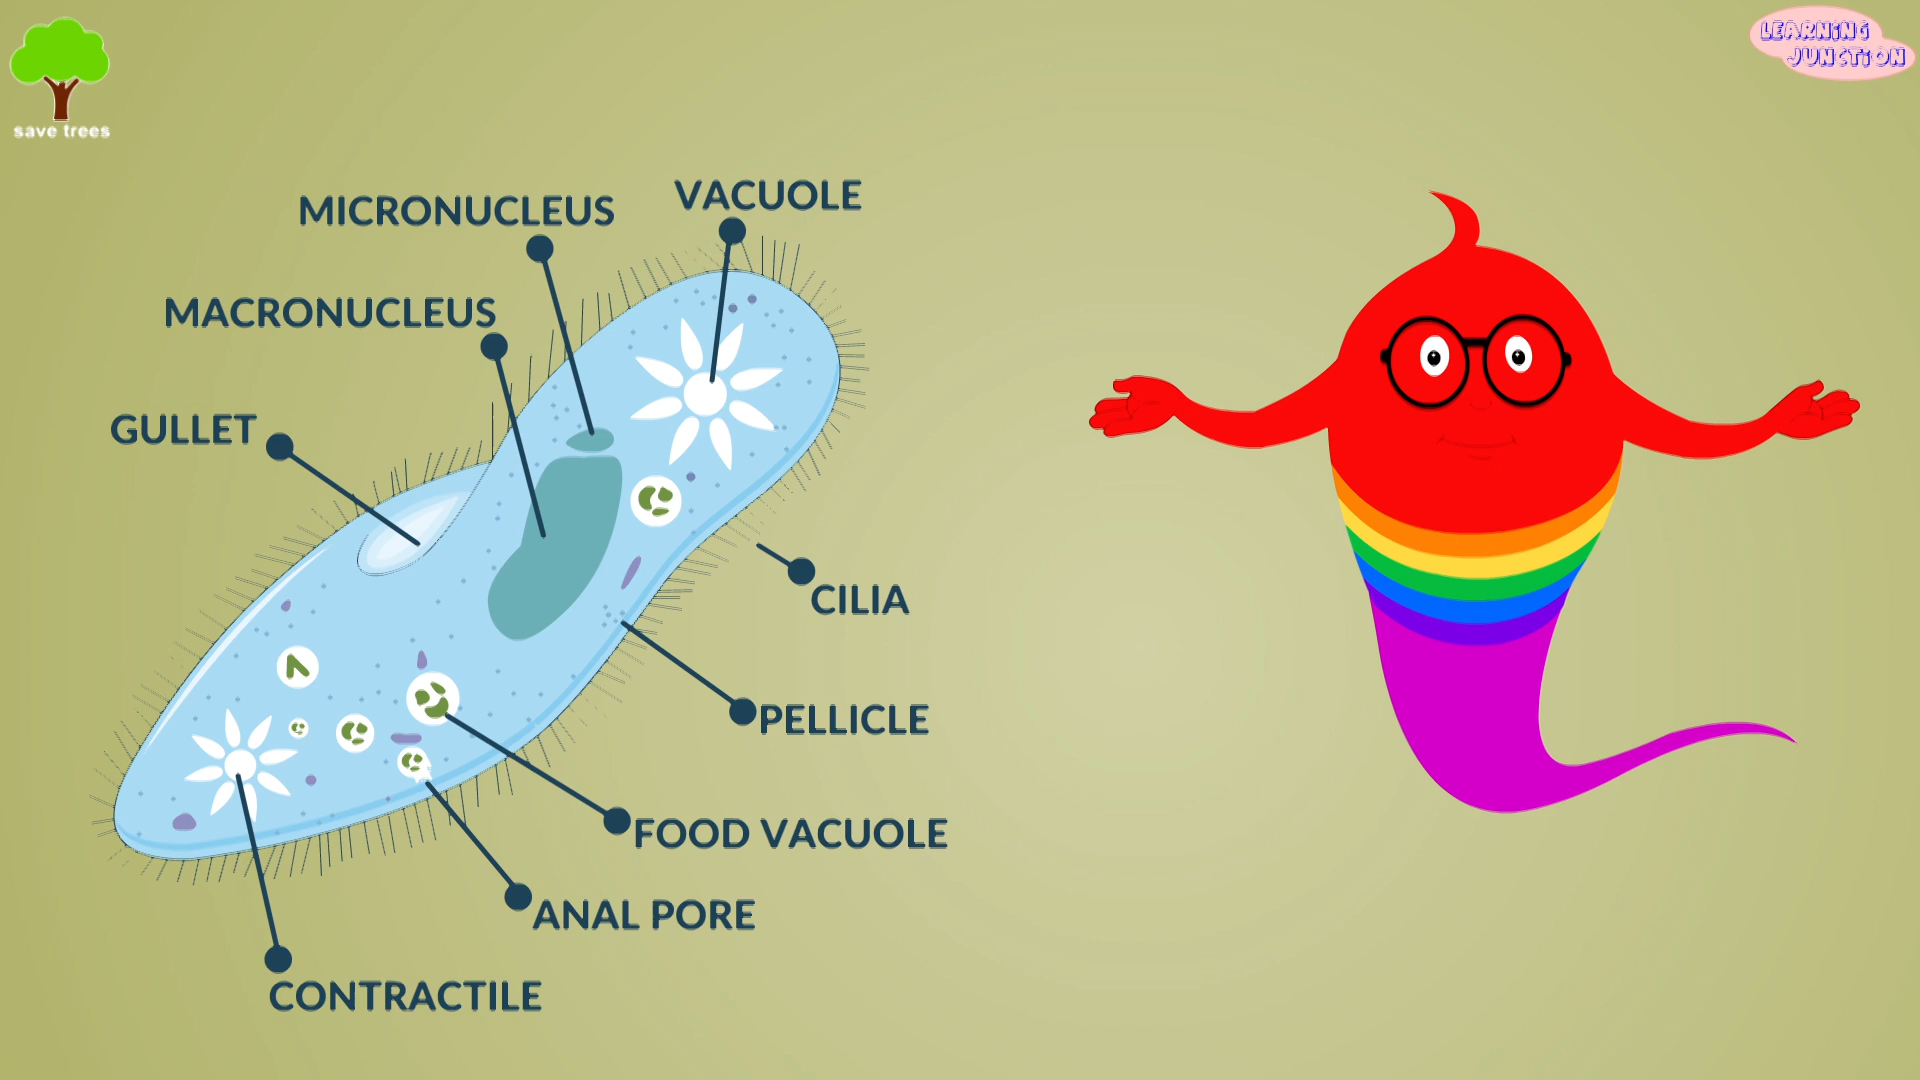 save trees
LEARNING
JUNCTION
MICRONUCLEUS
VACUOLE
MACRONUCLEUS
GULLET
CILIA
PELLICLE
FOOD VACUOLE
ANAL PORE
CONTRACTILE